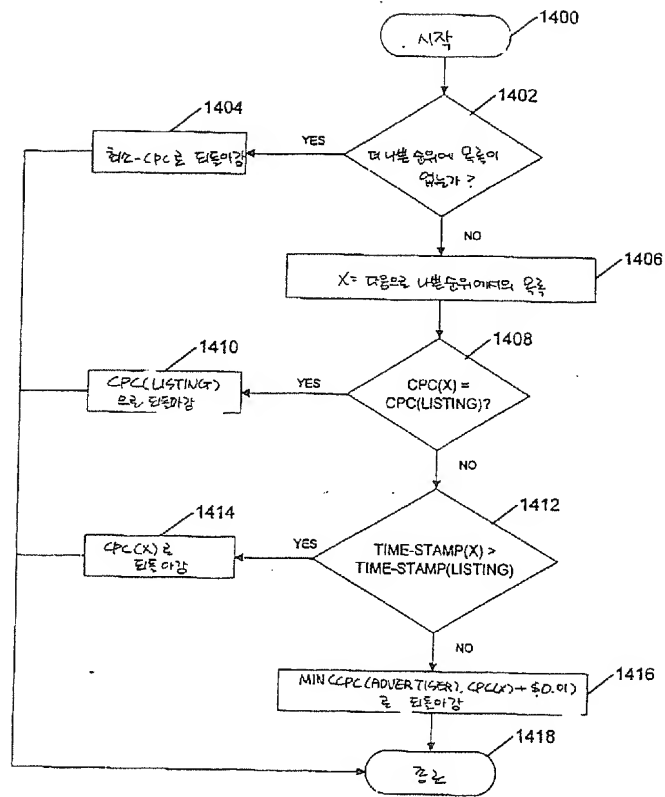 1400
시작
1402
1404
더 나쁜 순위에 목록이
없는가?
YES
최소-CPC로 되돌아감
NO
1406
X= 다음으로 나쁜 순위에서의 목록
1408
1410
CPC(X) =
CPC(LISTING)?
YES
CPC(LISTING)
으로 되돌아감
NO
1412
1414
TIME-STAMP(X) >
TIME-STAMP(LISTING)
YES
CPC(X)로
되돌아감
NO
1416
MIN(CPC(ADVERTISER), CPC(X)+$0.01)
로 되돌아감
1418
종료